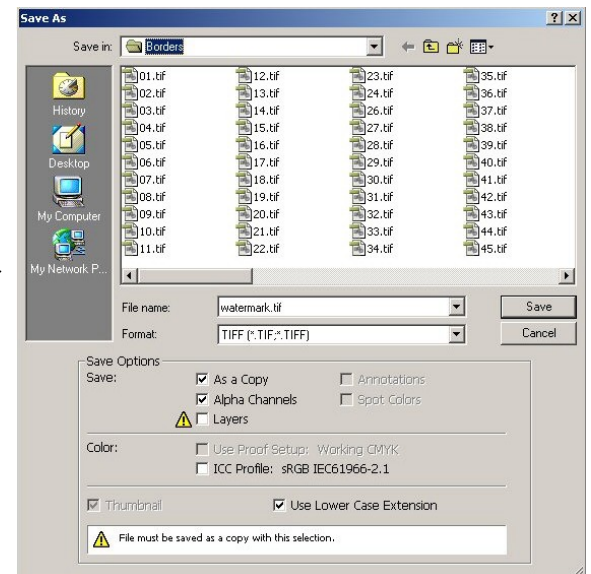 Save As
Save in: Borders
History
Desktop
My Computer
My Network P...
01.tif 12.tif 23.tif 35.tif
02.tif 13.tif 24.tif 36.tif
03.tif 14.tif 26.tif 37.tif
04.tif 15.tif 27.tif 38.tif
05.tif 16.tif 28.tif 39.tif
06.tif 17.tif 29.tif 40.tif
07.tif 18.tif 30.tif 41.tif
08.tif 19.tif 31.tif 42.tif
09.tif 20.tif 32.tif 43.tif
10.tif 21.tif 33.tif 44.tif
11.tif 22.tif 34.tif 45.tif
File name: watermark.tif Save
Format: TIFF (*.TIF;*.TIFF) Cancel
Save Options
Save: As a Copy Annotations
Alpha Channels Spot Colors
Layers
Color: Use Proof Setup: Working CMYK
ICC Profile: sRGB IEC61966-2.1
Thumbnail Use Lower Case Extension
File must be saved as a copy with this selection.